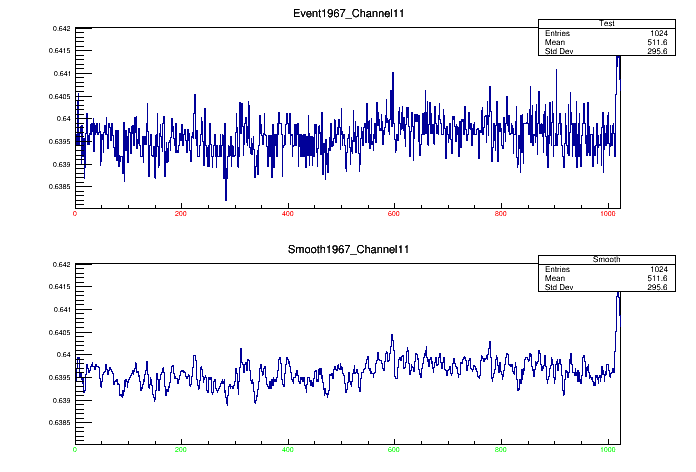 Event1967_Channel11
Test
Entries 1024
Mean 511.6
Std Dev 295.6
0.642
0.6415
0.641
0.6405
0.64
0.6395
0.639
0.6385
0 200 400 600 800 1000
Smooth1967_Channel11
Smooth
Entries 1024
Mean 511.6
Std Dev 295.6
0.642
0.641
0.6405
0.64
0.6395
0.639
0.6385
0 200 400 600 800 1000